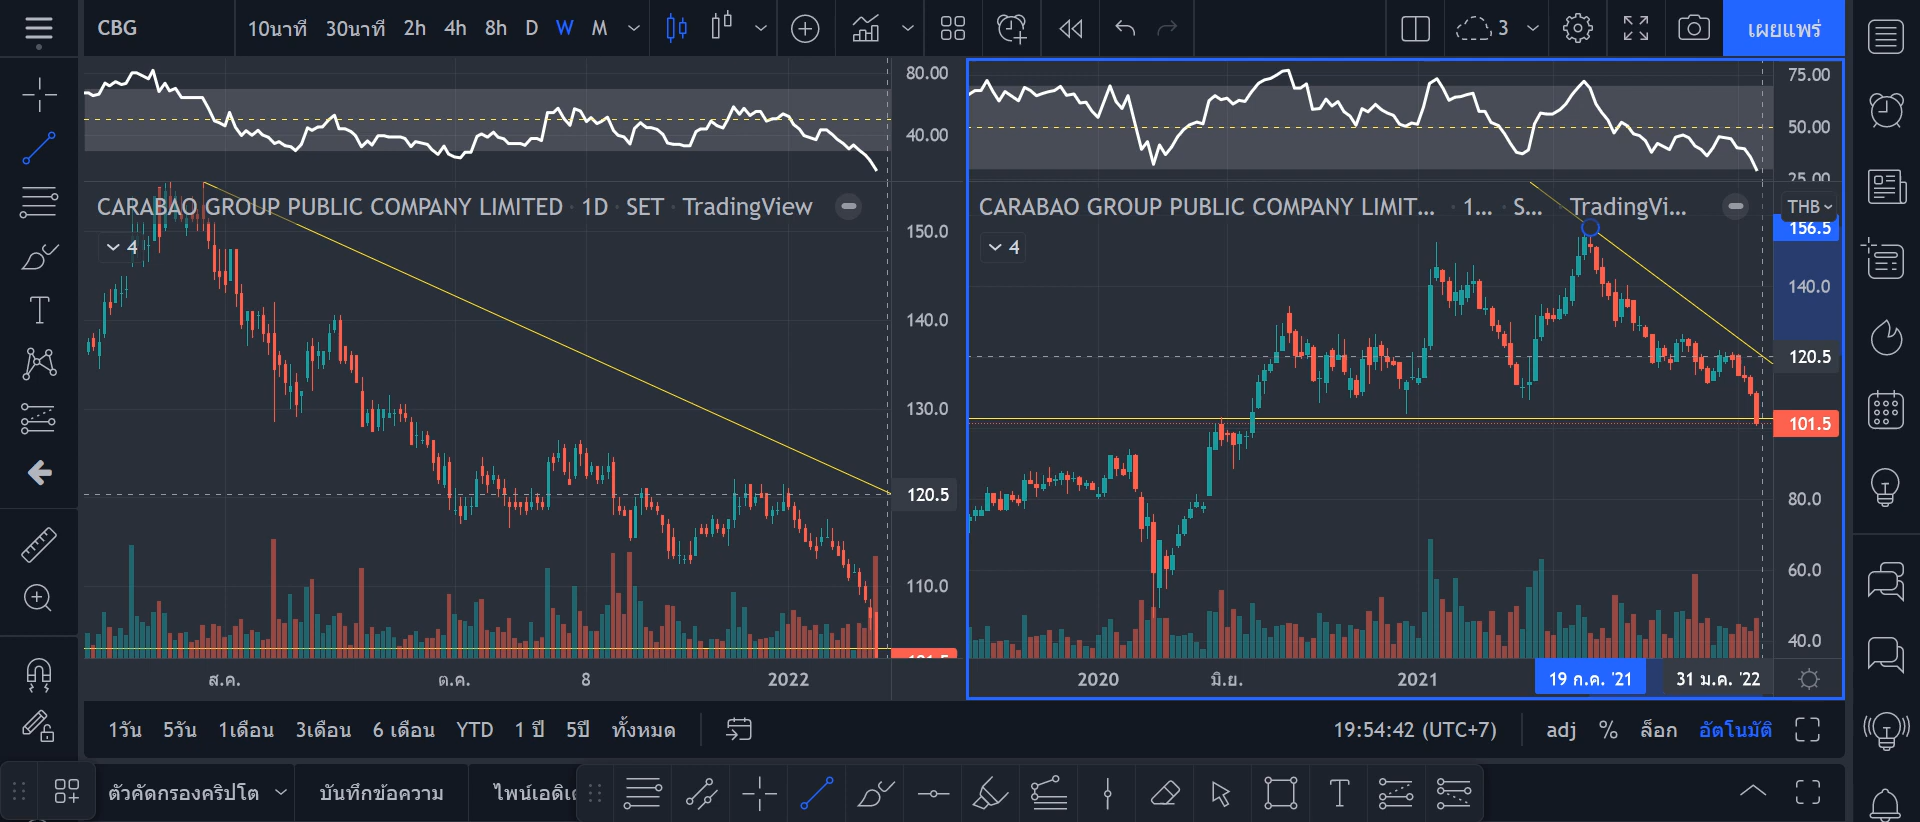 CBG 10นาที 30นาที 2h 4h 8h D W M 3 เผยแพร่
80.00
40.00
CARABAO GROUP PUBLIC COMPANY LIMITED · 1D · SET · TradingView
4
150.0
140.0
130.0
120.5
110.0
ส.ค. ต.ค. 8 2022
75.00
50.00
25.00
CARABAO GROUP PUBLIC COMPANY LIMIT... · 1... · S... TradingVi...
THB
4
156.5
140.0
120.5
101.5
80.0
60.0
40.0
2020 มิ.ย. 2021 19 ก.ค. '21 31 ม.ค. '22
1วัน 5วัน 1เดือน 3เดือน 6 เดือน YTD 1 ปี 5ปี ทั้งหมด 19:54:42 (UTC+7) adj % ล็อก อัตโนมัติ
ตัวคัดกรองคริปโต บันทึกข้อความ ไพน์เอดิเต